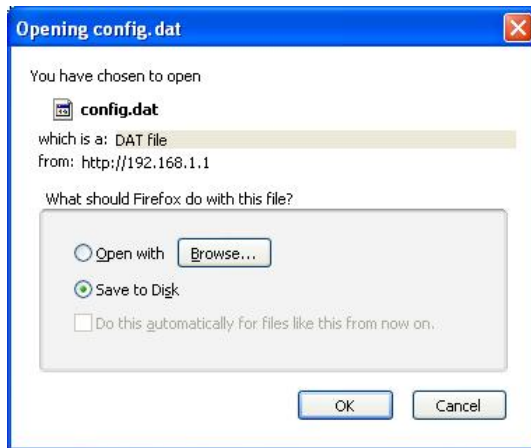 Opening config.dat
You have chosen to open
config.dat
which is a: DAT file
from: http://192.168.1.1
What should Firefox do with this file?
Open with Browse...
Save to Disk
Do this automatically for files like this from now on.
OK Cancel